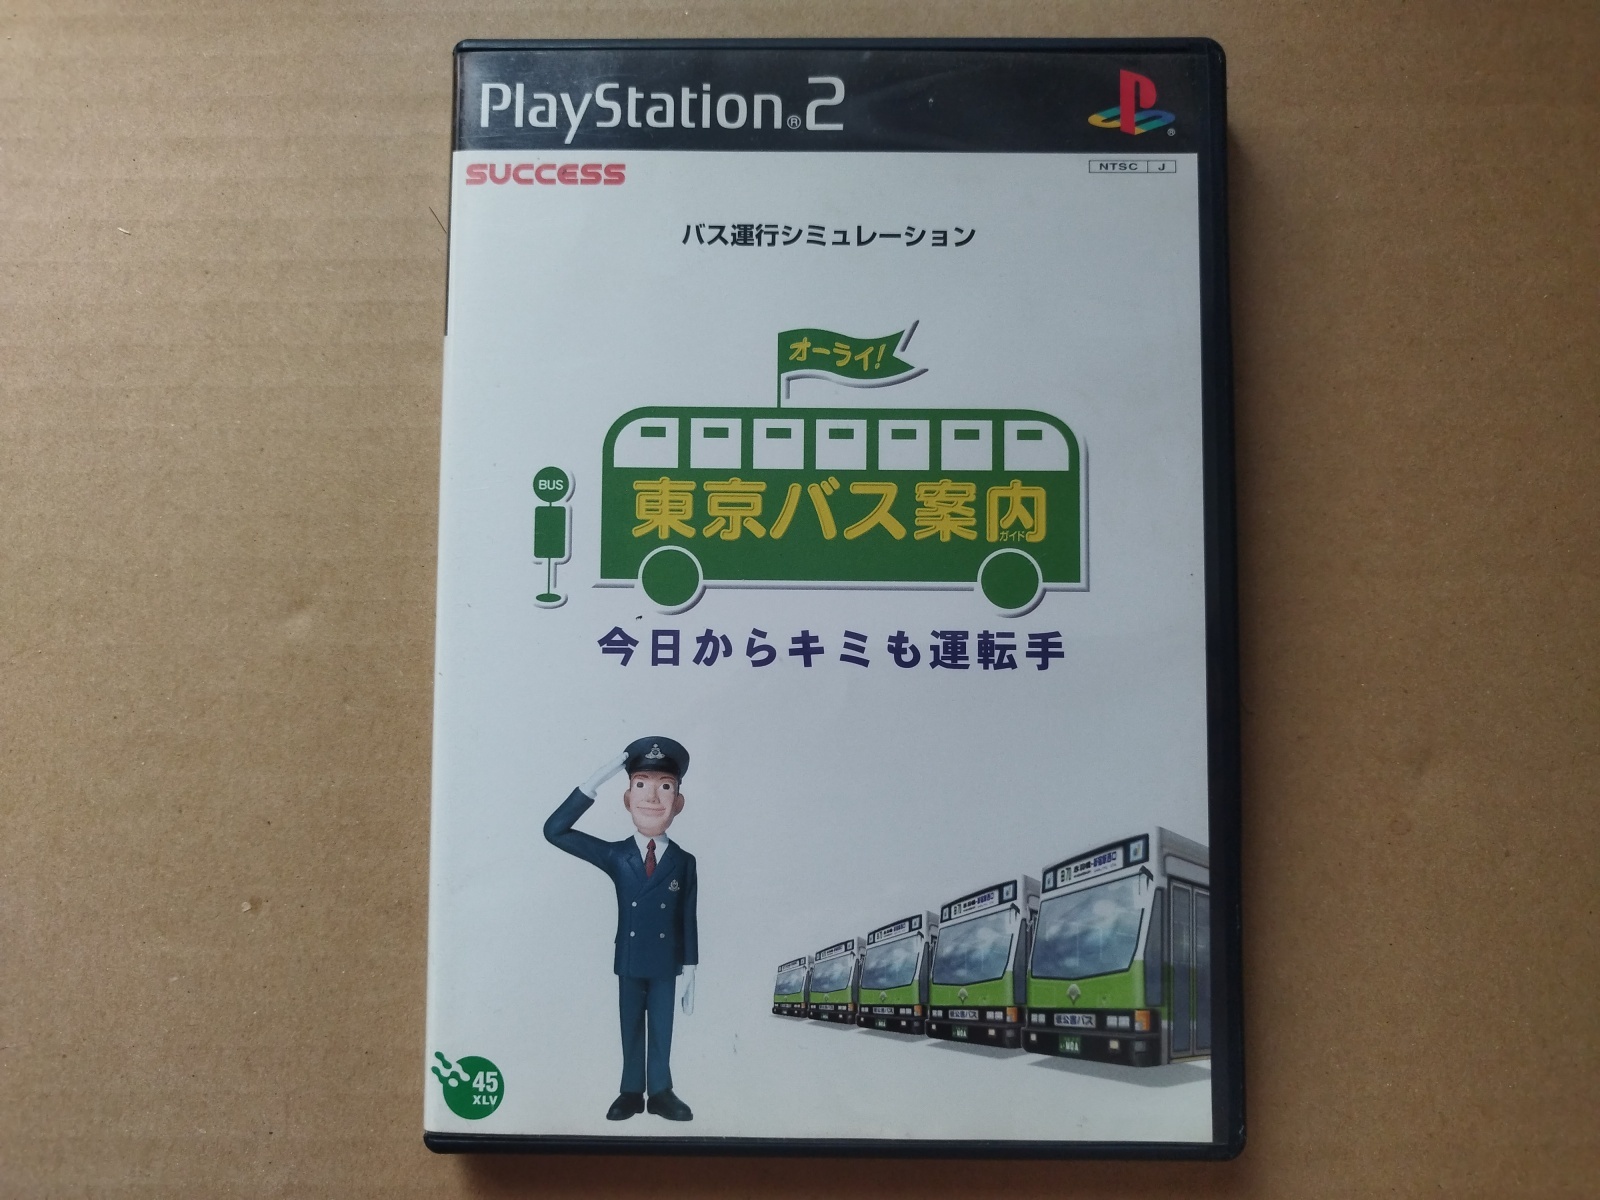 PlayStation®2
SUCCESS
NTSC J
バス運行シミュレーション
オーライ!
BUS
東京バス案内
ガイド
今日からキミも運転手
45
XLV